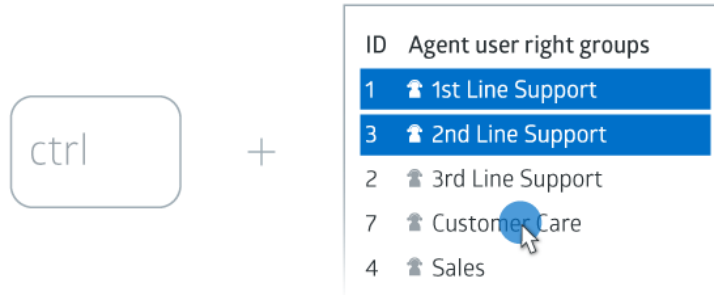 ctrl
+
ID Agent user right groups
1 1st Line Support
3 2nd Line Support
2 3rd Line Support
7 Customer Care
4 Sales